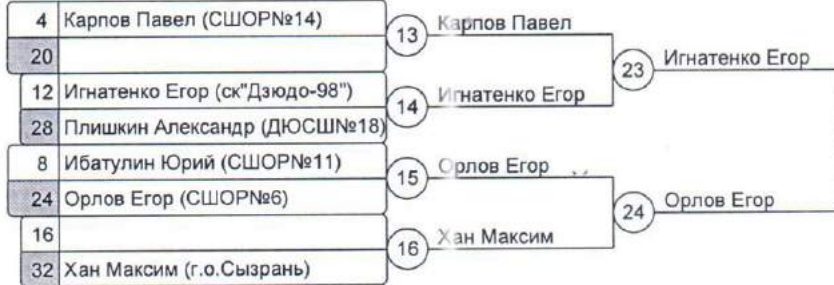 4 Карпов Павел (СШОР№14)
20
13 Карпов Павел
12 Игнатенко Егор (ск"Дзюдо-98")
28 Плишкин Александр (ДЮСШ№18)
14 Игнатенко Егор
23 Игнатенко Егор
8 Ибатулин Юрий (СШОР№11)
24 Орлов Егор (СШОР№6)
15 Орлов Егор
16
32 Хан Максим (г.о.Сызрань)
16 Хан Максим
24 Орлов Егор